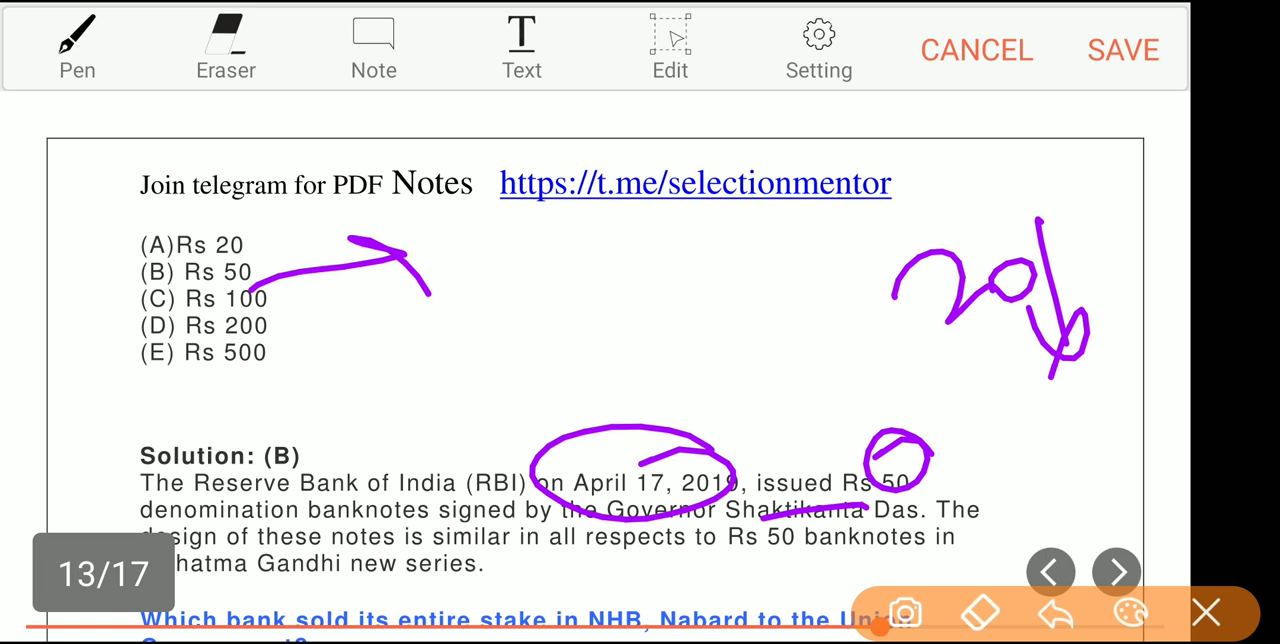 Pen Eraser Note Text Edit Setting CANCEL SAVE
Join telegram for PDF Notes https://t.me/selectionmentor
(A)Rs 20
(B) Rs 50
(C) Rs 100
(D) Rs 200
(E) Rs 500
Solution: (B)
The Reserve Bank of India (RBI) on April 17, 2019, issued Rs 50
denomination banknotes signed by the Governor Shaktikanta Das. The
design of these notes is similar in all respects to Rs 50 banknotes in
hatma Gandhi new series.
13/17
Which bank sold its entire stake in NHB, Nabard to the Union